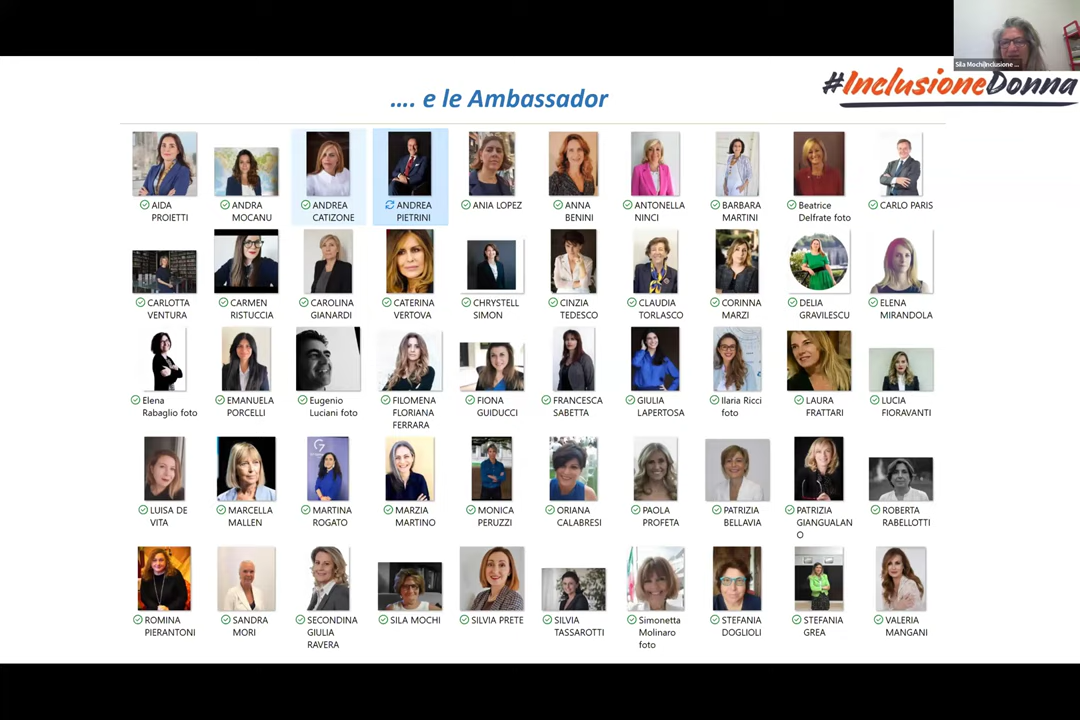 Sila Mochi|Inclusione ...
#InclusioneDonna
.... e le Ambassador
AIDA
PROIETTI
ANDRA
MOCANU
ANDREA
CATIZONE
ANDREA
PIETRINI
ANIA LOPEZ
ANNA
BENINI
ANTONELLA
NINCI
BARBARA
MARTINI
Beatrice
Delfrate foto
CARLO PARIS
CARLOTTA
VENTURA
CARMEN
RISTUCCIA
CAROLINA
GIANARDI
CATERINA
VERTOVA
CHRYSTELL
SIMON
CINZIA
TEDESCO
CLAUDIA
TORLASCO
CORINNA
MARZI
DELIA
GRAVILESCU
ELENA
MIRANDOLA
Elena
Rabaglio foto
EMANUELA
PORCELLI
Eugenio
Luciani foto
FILOMENA
FLORIANA
FERRARA
FIONA
GUIDUCCI
FRANCESCA
SABETTA
GIULIA
LAPERTOSA
Ilaria Ricci
foto
LAURA
FRATTARI
LUCIA
FIORAVANTI
LUISA DE
VITA
MARCELLA
MALLEN
MARTINA
ROGATO
MARZIA
MARTINO
MONICA
PERUZZI
ORIANA
CALABRESI
PAOLA
PROFETA
PATRIZIA
BELLAVIA
PATRIZIA
GIANGUALAN
O
ROBERTA
RABELLOTTI
ROMINA
PIERANTONI
SANDRA
MORI
SECONDINA
GIULIA
RAVERA
SILA MOCHI
SILVIA PRETE
SILVIA
TASSAROTTI
Simonetta
Molinaro
foto
STEFANIA
DOGLIOLI
STEFANIA
GREA
VALERIA
MANGANI